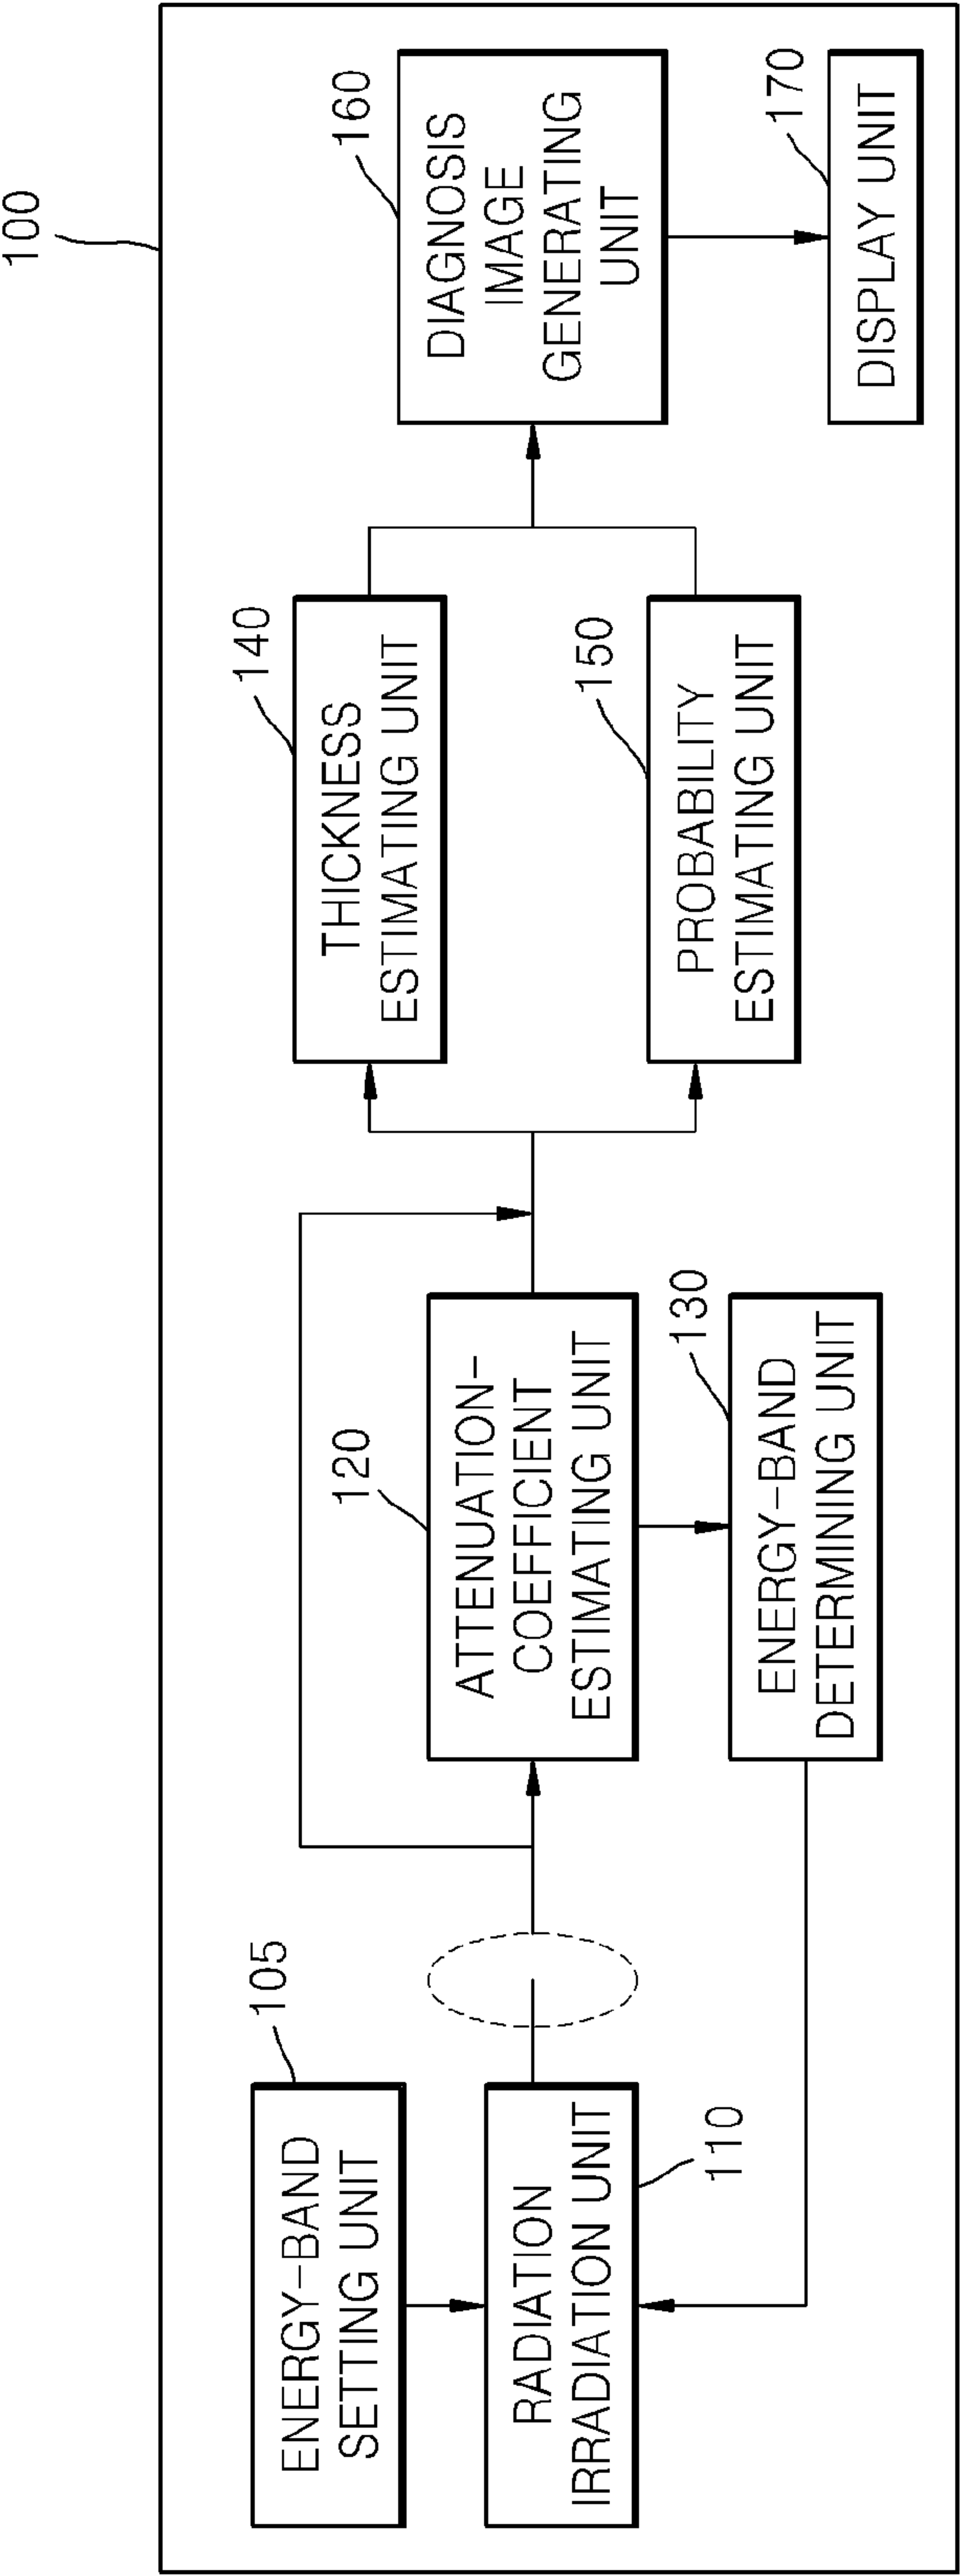 100
105
ENERGY-BAND
SETTING UNIT
RADIATION
IRRADIATION UNIT
110
120
ATTENUATION-
COEFFICIENT
ESTIMATING UNIT
130
ENERGY-BAND
DETERMINING UNIT
140
THICKNESS
ESTIMATING UNIT
150
PROBABILITY
ESTIMATING UNIT
160
DIAGNOSIS
IMAGE
GENERATING
UNIT
170
DISPLAY UNIT